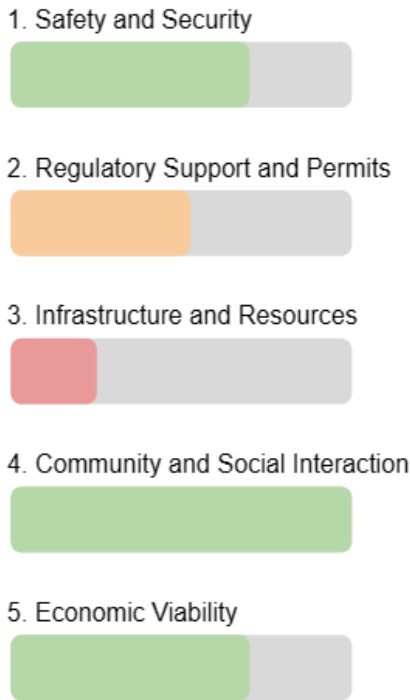 1. Safety and Security
2. Regulatory Support and Permits
3. Infrastructure and Resources
4. Community and Social Interaction
5. Economic Viability